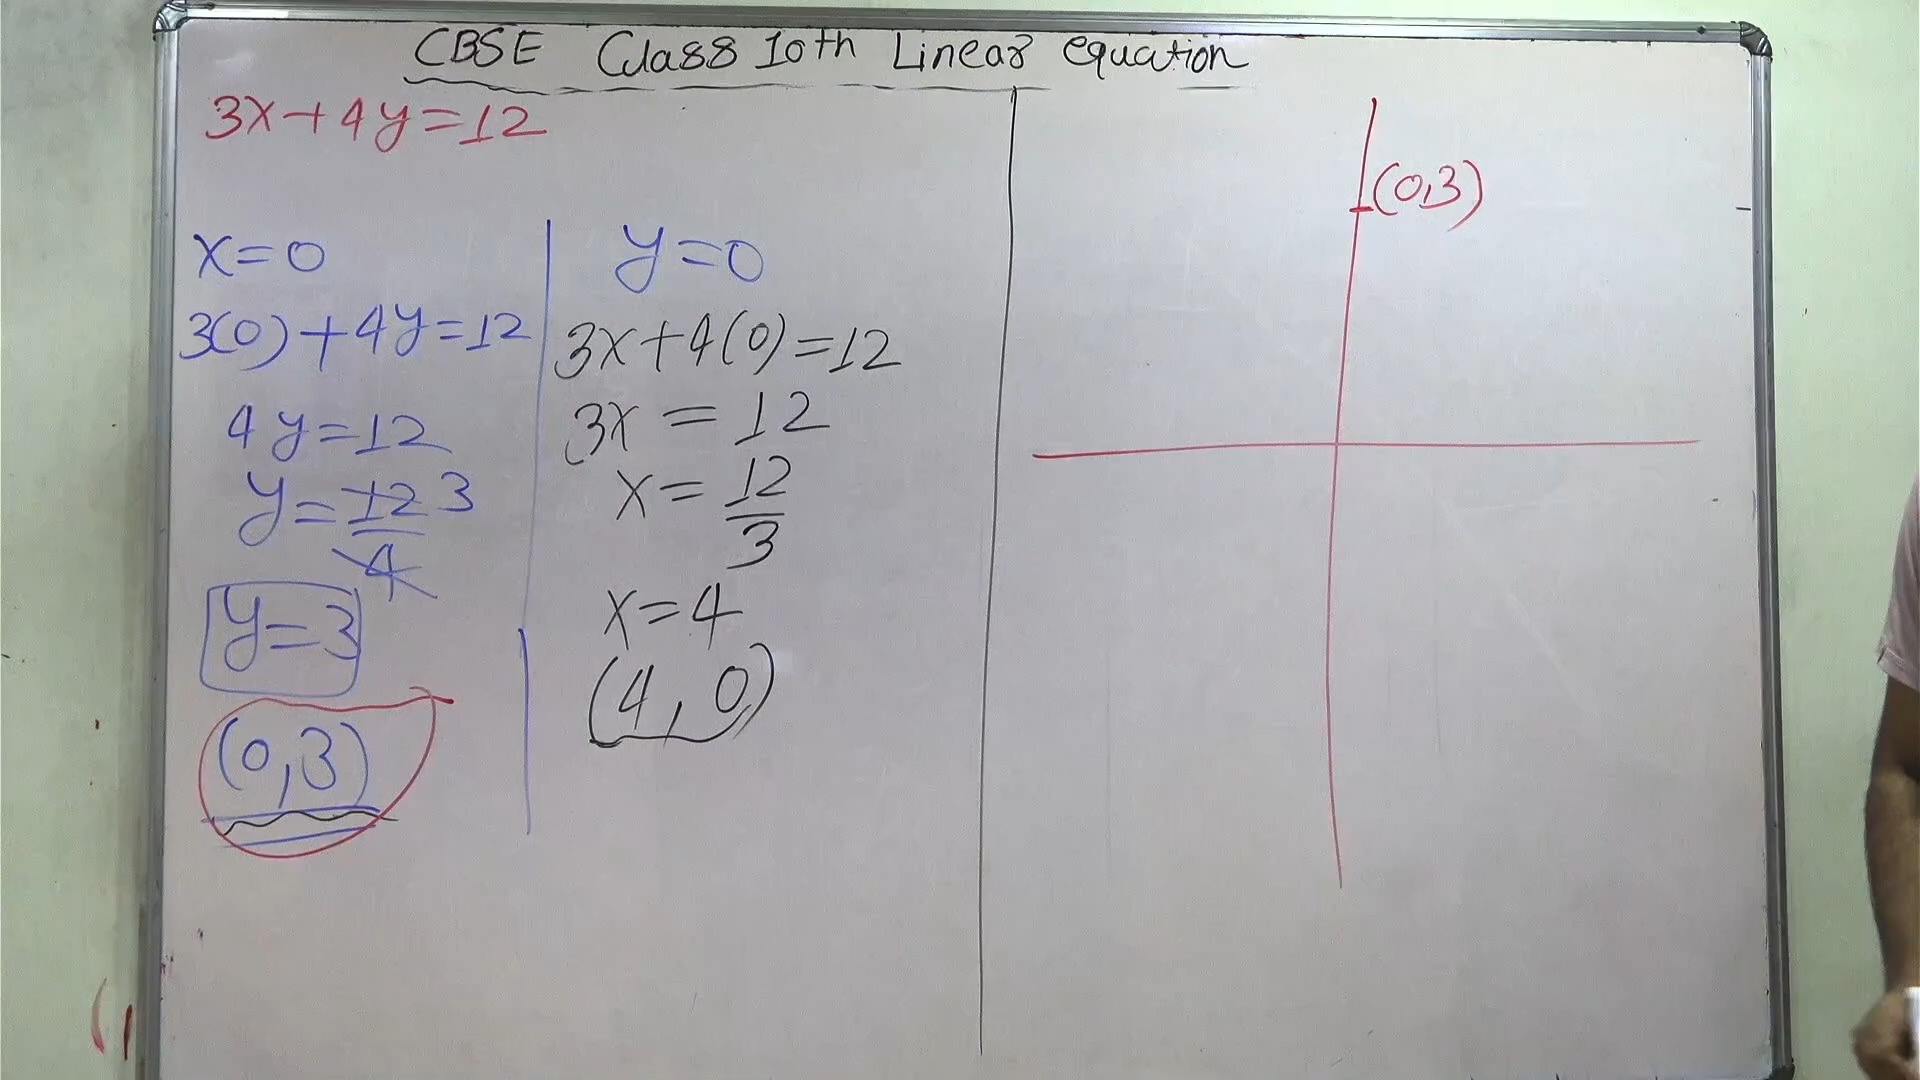 CBSE Class 10th Linear equation
3x+4y=12
x=0
3(0)+4y=12
4y=12
y=12 3
4
y=3
(0,3)
y=0
3x+4(0)=12
3x=12
x=12
3
x=4
(4,0)
(0,3)